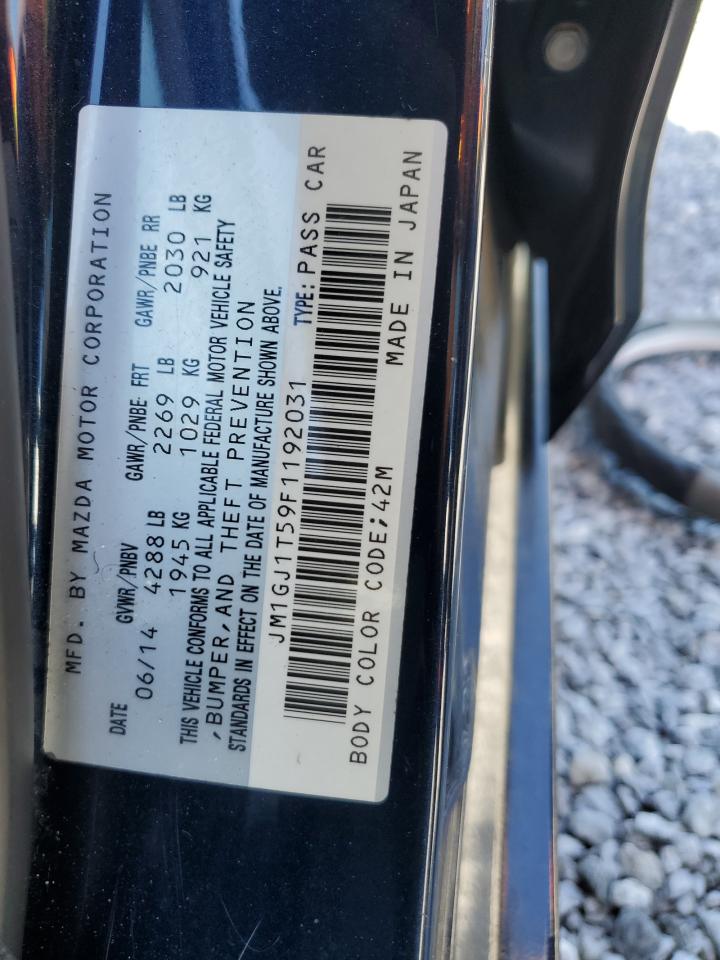 MFD. BY MAZDA MOTOR CORPORATION
DATE GVWR/PNBV GAWR/PNBE FRT GAWR/PNBE RR
06/14 4288 LB 2269 LB 2030 LB
1945 KG 1029 KG 921 KG
THIS VEHICLE CONFORMS TO ALL APPLICABLE FEDERAL MOTOR VEHICLE SAFETY
,BUMPER,AND THEFT PREVENTION
STANDARDS IN EFFECT ON THE DATE OF MANUFACTURE SHOWN ABOVE.
JM1GJ1T59F1192031 TYPE:PASS CAR
BODY COLOR CODE;42M MADE IN JAPAN